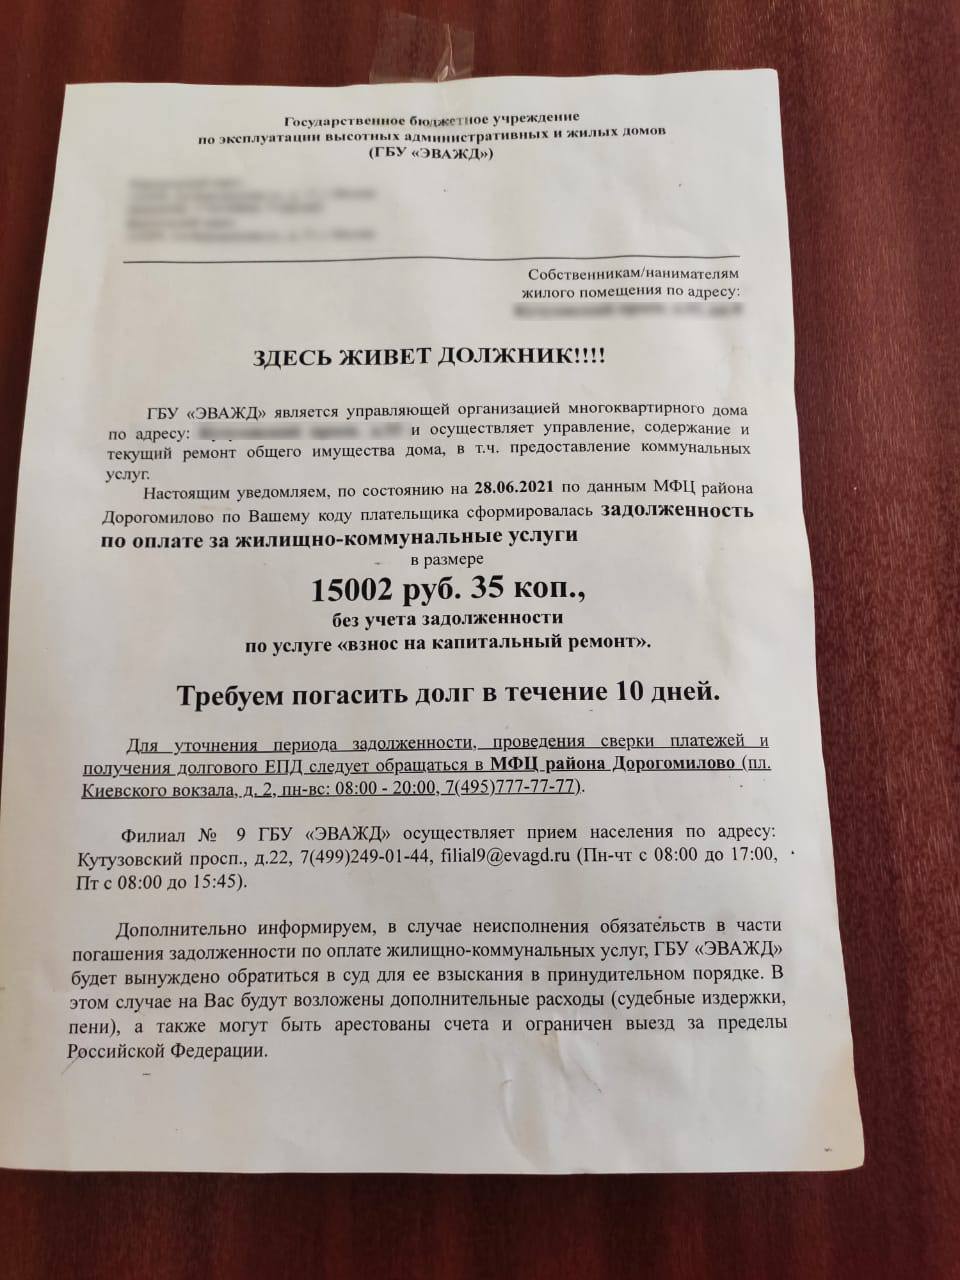 Государственное бюджетное учреждение
по эксплуатации высотных административных и жилых домов
(ГБУ «ЭВАЖД»)
Собственникам/нанимателям
жилого помещения по адресу:
ЗДЕСЬ ЖИВЕТ ДОЛЖНИК!!!!
ГБУ «ЭВАЖД» является управляющей организацией многоквартирного дома
по адресу: и осуществляет управление, содержание и
текущий ремонт общего имущества дома, в т.ч. предоставление коммунальных
услуг.
Настоящим уведомляем, по состоянию на 28.06.2021 по данным МФЦ района
Дорогомилово по Вашему коду плательщика сформировалась задолженность
по оплате за жилищно-коммунальные услуги
в размере
15002 руб. 35 коп.,
без учета задолженности
по услуге «взнос на капитальный ремонт».
Требуем погасить долг в течение 10 дней.
Для уточнения периода задолженности, проведения сверки платежей и
получения долгового ЕПД следует обращаться в МФЦ района Дорогомилово (пл.
Киевского вокзала, д. 2, пн-вс: 08:00 - 20:00, 7(495)777-77-77).
Филиал № 9 ГБУ «ЭВАЖД» осуществляет прием населения по адресу:
Кутузовский просп., д.22, 7(499)249-01-44, filial9@evagd.ru (Пн-чт с 08:00 до 17:00,
Пт с 08:00 до 15:45).
Дополнительно информируем, в случае неисполнения обязательств в части
погашения задолженности по оплате жилищно-коммунальных услуг, ГБУ «ЭВАЖД»
будет вынуждено обратиться в суд для ее взыскания в принудительном порядке. В
этом случае на Вас будут возложены дополнительные расходы (судебные издержки,
пени), а также могут быть арестованы счета и ограничен выезд за пределы
Российской Федерации.